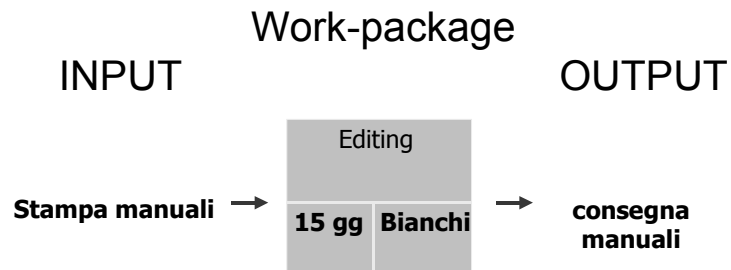 Work-package
INPUT
OUTPUT
Editing
Stampa manuali
15 gg
Bianchi
consegna
manuali